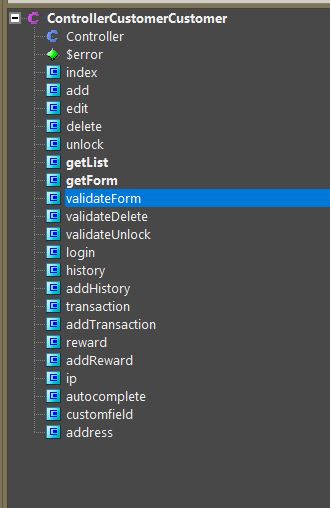 ControllerCustomerCustomer
Controller
$error
index
add
edit
delete
unlock
getList
getForm
validateForm
validateDelete
validateUnlock
login
history
addHistory
transaction
addTransaction
reward
addReward
ip
autocomplete
customfield
address